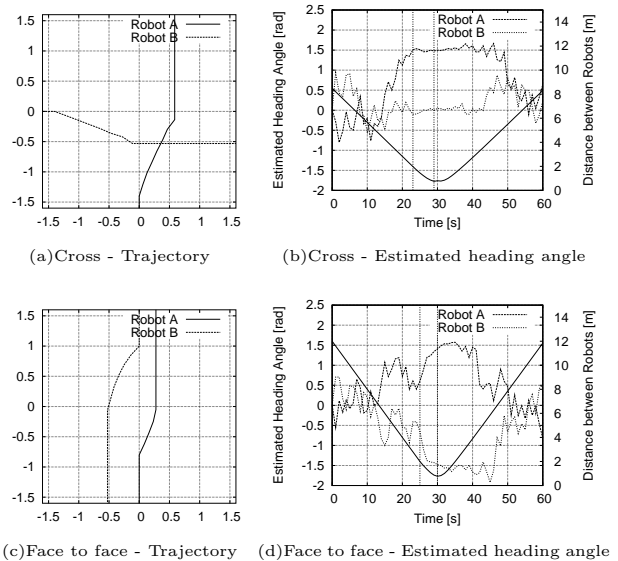 Robot A
Robot B
1.5
1
0.5
0
-0.5
-1
-1.5
-1.5 -1 -0.5 0 0.5 1 1.5
(a)Cross - Trajectory
Estimated Heading Angle [rad]
2.5
2
1.5
1
0.5
0
-0.5
-1
-1.5
-2
Robot A
Robot B
14
12
10
8
6
4
2
0
Distance between Robots [m]
0 10 20 30 40 50 60
Time [s]
(b)Cross - Estimated heading angle
Robot A
Robot B
1.5
1
0.5
0
-0.5
-1
-1.5
-1.5 -1 -0.5 0 0.5 1 1.5
(c)Face to face - Trajectory
Estimated Heading Angle [rad]
2.5
2
1.5
1
0.5
0
-0.5
-1
-1.5
-2
Robot A
Robot B
14
12
10
8
6
4
2
0
Distance between Robots [m]
0 10 20 30 40 50 60
Time [s]
(d)Face to face - Estimated heading angle